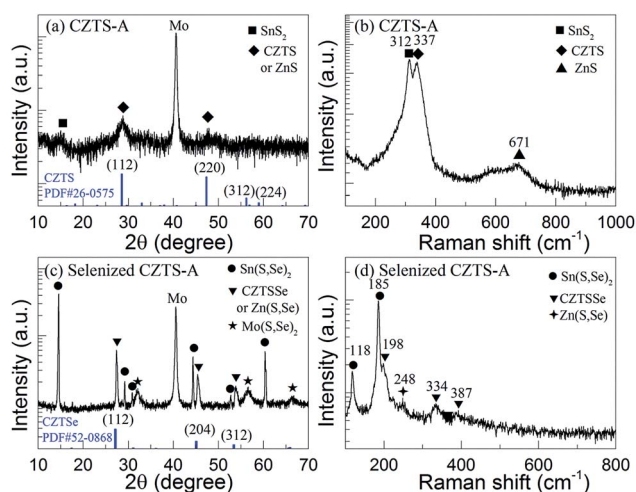 (a) CZTS-A
Mo
■ SnS2
◆ CZTS
or ZnS
Intensity (a.u.)
(112)
(220)
(312)
(224)
CZTS
PDF#26-0575
10 20 30 40 50 60 70
2θ (degree)
(b) CZTS-A
312 337
■ SnS2
◆ CZTS
▲ ZnS
671
Intensity (a.u.)
200 400 600 800 1000
Raman shift (cm-1)
(c) Selenized CZTS-A
Mo
● Sn(S,Se)2
▼ CZTSSe
or Zn(S,Se)
★ Mo(S,Se)2
Intensity (a.u.)
CZTSe
PDF#52-0868
(112)
(204)
(312)
10 20 30 40 50 60 70
2θ (degree)
(d) Selenized CZTS-A
185
● Sn(S,Se)2
▼ CZTSSe
Zn(S,Se)
118
198
248
334
387
Intensity (a.u.)
200 400 600 800
Raman shift (cm-1)